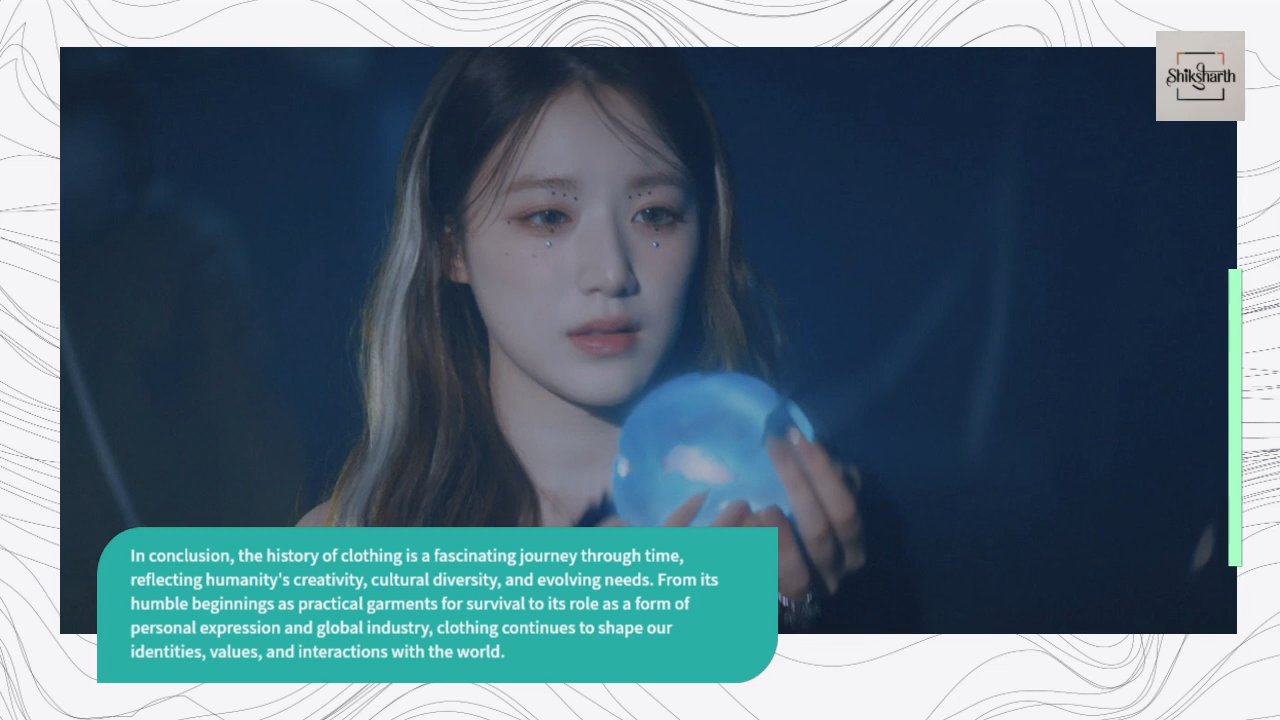 Shiksharth
In conclusion, the history of clothing is a fascinating journey through time,
reflecting humanity's creativity, cultural diversity, and evolving needs. From its
humble beginnings as practical garments for survival to its role as a form of
personal expression and global industry, clothing continues to shape our
identities, values, and interactions with the world.